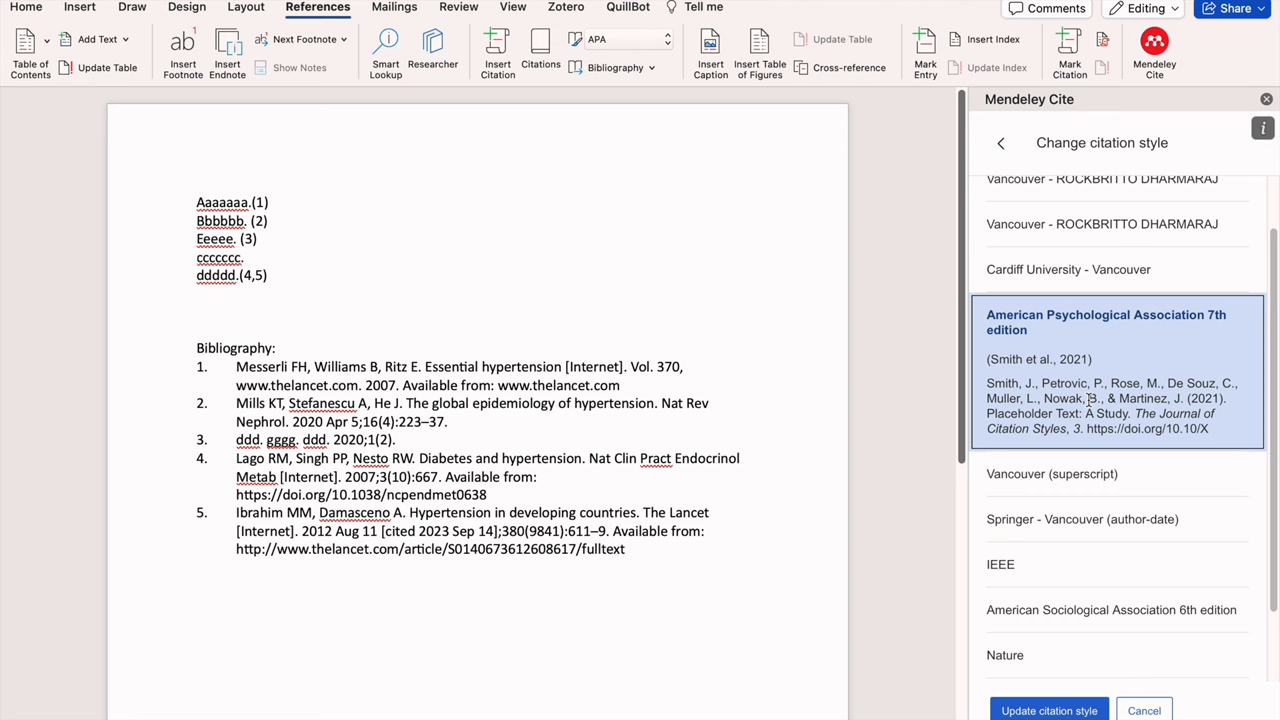 Home Insert Draw Design Layout References Mailings Review View Zotero QuillBot Tell me Comments Editing Share
Table of Contents
Add Text
Update Table
Insert Footnote
Insert Endnote
Next Footnote
Show Notes
Smart Lookup
Researcher
Insert Citation
Citations
APA
Bibliography
Insert Caption
Insert Table of Figures
Update Table
Cross-reference
Mark Entry
Insert Index
Update Index
Mark Citation
Mendeley Cite
Aaaaaaa.(1)
Bbbbbb. (2)
Eeeee. (3)
ccccccc.
ddddd.(4,5)
Bibliography:
1. Messerli FH, Williams B, Ritz E. Essential hypertension [Internet]. Vol. 370,
www.thelancet.com. 2007. Available from: www.thelancet.com
2. Mills KT, Stefanescu A, He J. The global epidemiology of hypertension. Nat Rev
Nephrol. 2020 Apr 5;16(4):223–37.
3. ddd. gggg. ddd. 2020;1(2).
4. Lago RM, Singh PP, Nesto RW. Diabetes and hypertension. Nat Clin Pract Endocrinol
Metab [Internet]. 2007;3(10):667. Available from:
https://doi.org/10.1038/ncpendmet0638
5. Ibrahim MM, Damasceno A. Hypertension in developing countries. The Lancet
[Internet]. 2012 Aug 11 [cited 2023 Sep 14];380(9841):611–9. Available from:
http://www.thelancet.com/article/S0140673612608617/fulltext
Mendeley Cite
Change citation style
Vancouver - ROCKBRITTO DHARMARAJ
Vancouver - ROCKBRITTO DHARMARAJ
Cardiff University - Vancouver
American Psychological Association 7th
edition
(Smith et al., 2021)
Smith, J., Petrovic, P., Rose, M., De Souz, C.,
Muller, L., Nowak, B., & Martinez, J. (2021).
Placeholder Text: A Study. The Journal of
Citation Styles, 3. https://doi.org/10.10/X
Vancouver (superscript)
Springer - Vancouver (author-date)
IEEE
American Sociological Association 6th edition
Nature
Update citation style Cancel